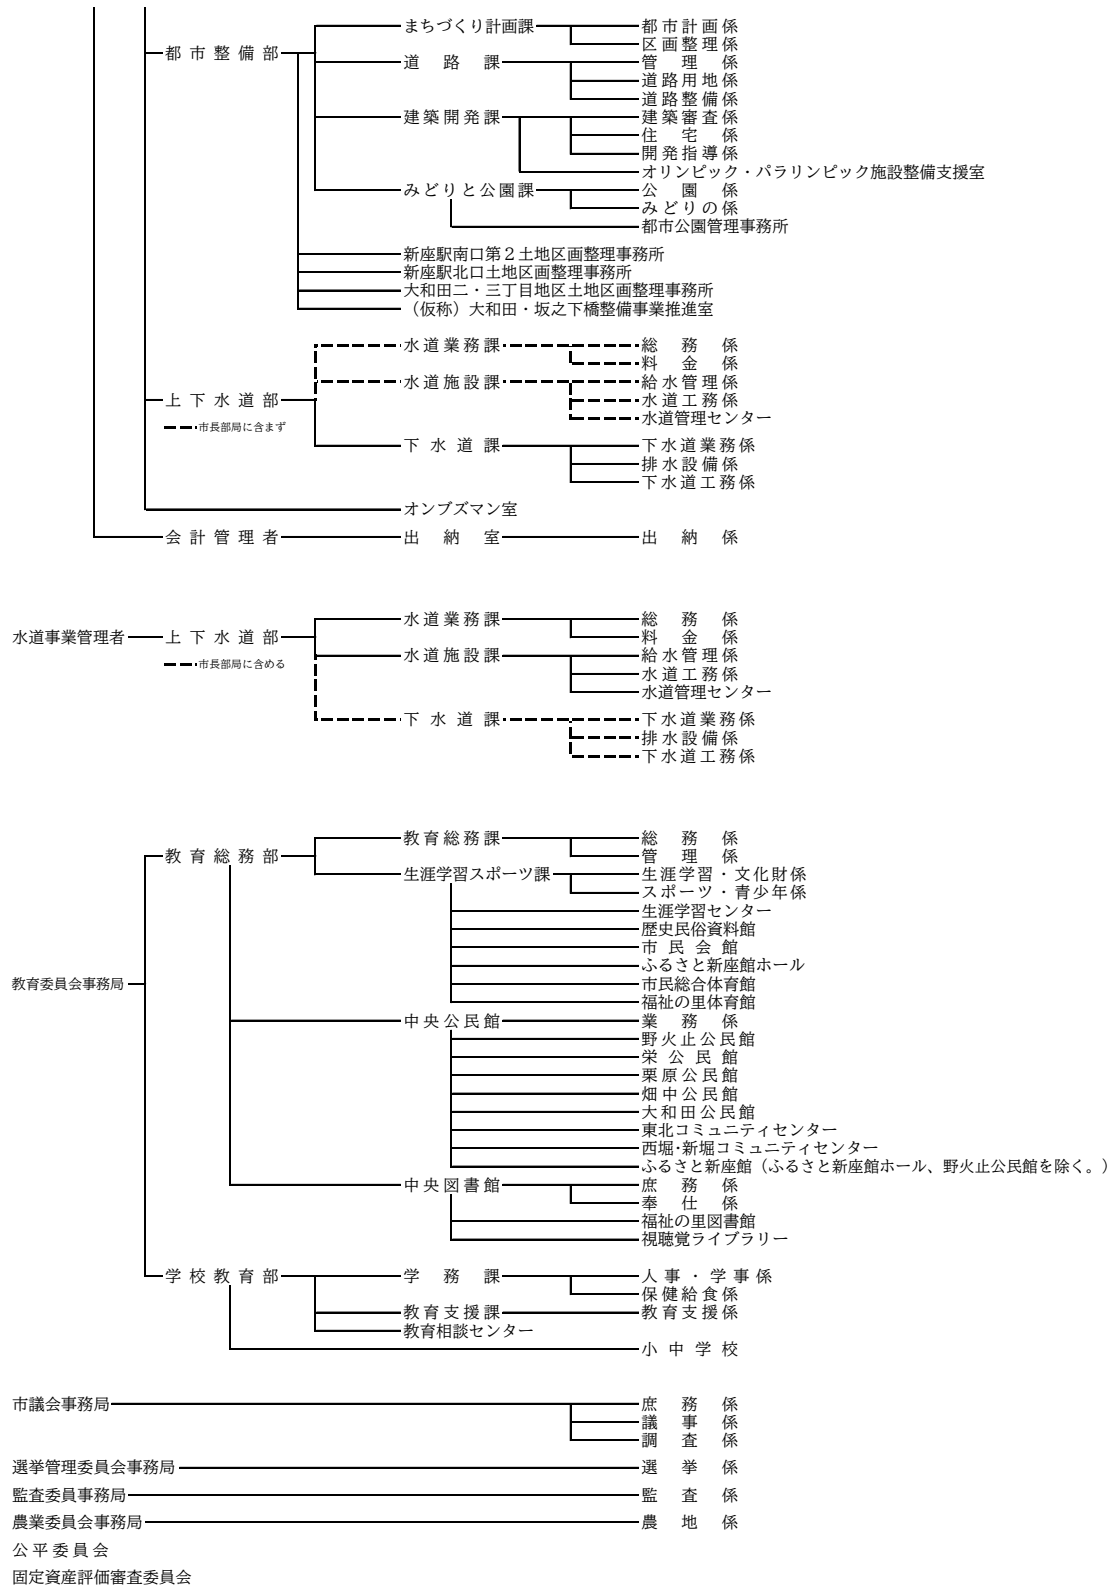 まちづくり計画課 都市計画係
区画整理係
都市整備部
道路課 管理係
道路用地係
道路整備係
建築開発課 建築審査係
住宅係
開発指導係
オリンピック・パラリンピック施設整備支援室
みどりと公園課 公園係
みどりの係
都市公園管理事務所
新座駅南口第2土地区画整理事務所
新座駅北口土地区画整理事務所
大和田二・三丁目地区土地区画整理事務所
（仮称）大和田・坂之下橋整備事業推進室
水道業務課 総務係
料金係
水道施設課 給水管理係
上下水道部 水道工務係
水道管理センター
市長部局に含まず
下水道課 下水道業務係
排水設備係
下水道工務係
オンブズマン室
会計管理者 出納室 出納係
水道業務課 総務係
水道事業管理者 上下水道部 料金係
水道施設課 給水管理係
市長部局に含める
水道工務係
水道管理センター
下水道課 下水道業務係
排水設備係
下水道工務係
教育総務課 総務係
教育総務部 管理係
生涯学習スポーツ課 生涯学習・文化財係
スポーツ・青少年係
生涯学習センター
歴史民俗資料館
市民会館
ふるさと新座館ホール
教育委員会事務局 市民総合体育館
福祉の里体育館
中央公民館 業務係
野火止公民館
栄公民館
栗原公民館
畑中公民館
大和田公民館
東北コミュニティセンター
西堀・新堀コミュニティセンター
ふるさと新座館（ふるさと新座館ホール、野火止公民館を除く。）
中央図書館 庶務係
奉仕係
福祉の里図書館
視聴覚ライブラリー
学校教育部 学務課 人事・学事係
保健給食係
教育支援課 教育支援係
教育相談センター
小中学校
市議会事務局 庶務係
議事係
調査係
選挙管理委員会事務局 選挙係
監査委員事務局 監査係
農業委員会事務局 農地係
公平委員会
固定資産評価審査委員会